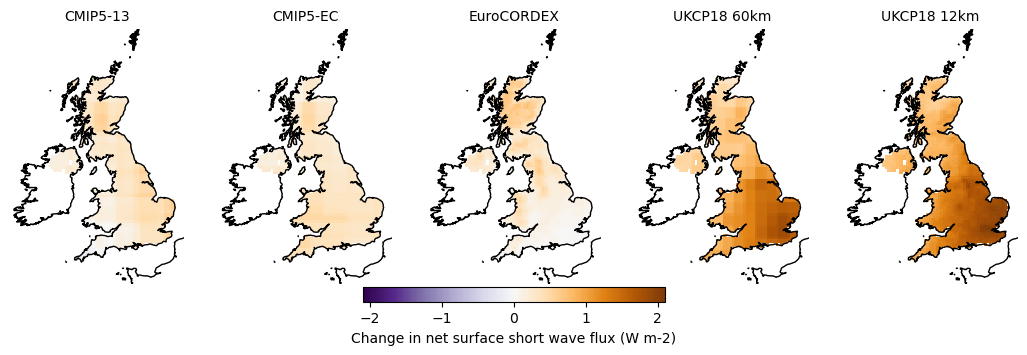 CMIP5-13 CMIP5-EC EuroCORDEX UKCP18 60km UKCP18 12km
−2 −1 0 1 2
Change in net surface short wave flux (W m-2)